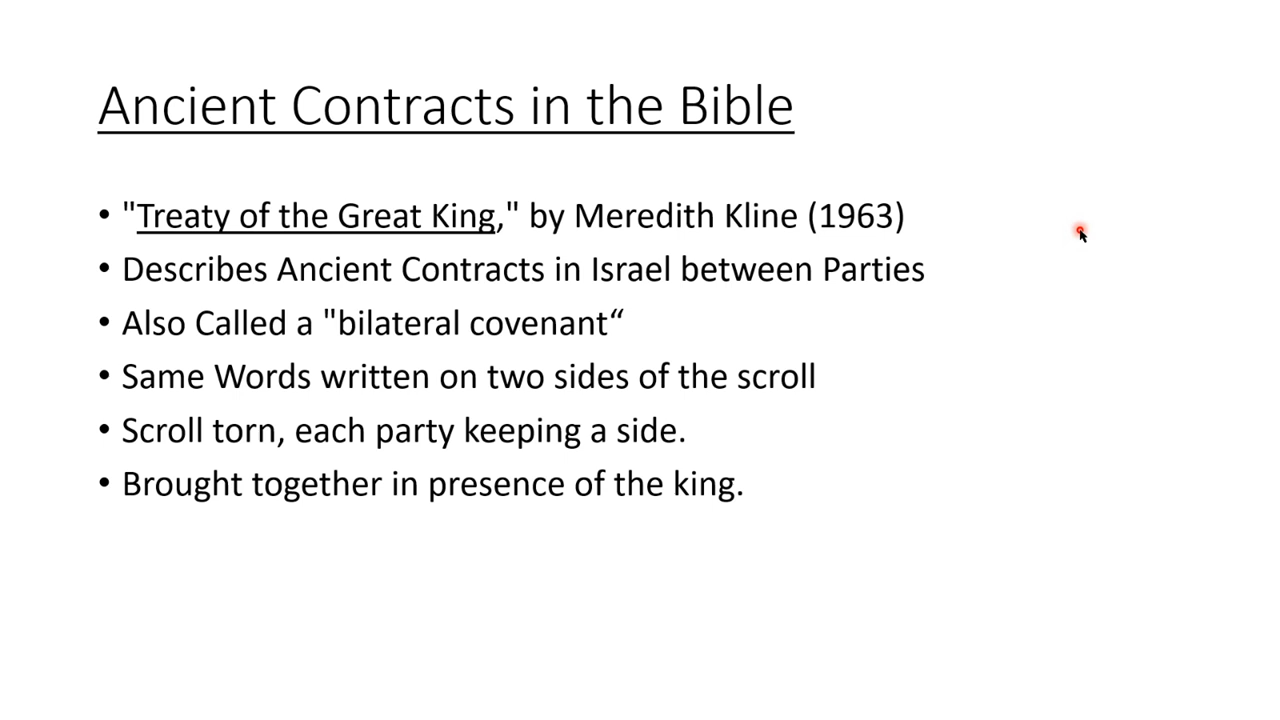 Ancient Contracts in the Bible
• "Treaty of the Great King," by Meredith Kline (1963)
• Describes Ancient Contracts in Israel between Parties
• Also Called a "bilateral covenant“
• Same Words written on two sides of the scroll
• Scroll torn, each party keeping a side.
• Brought together in presence of the king.